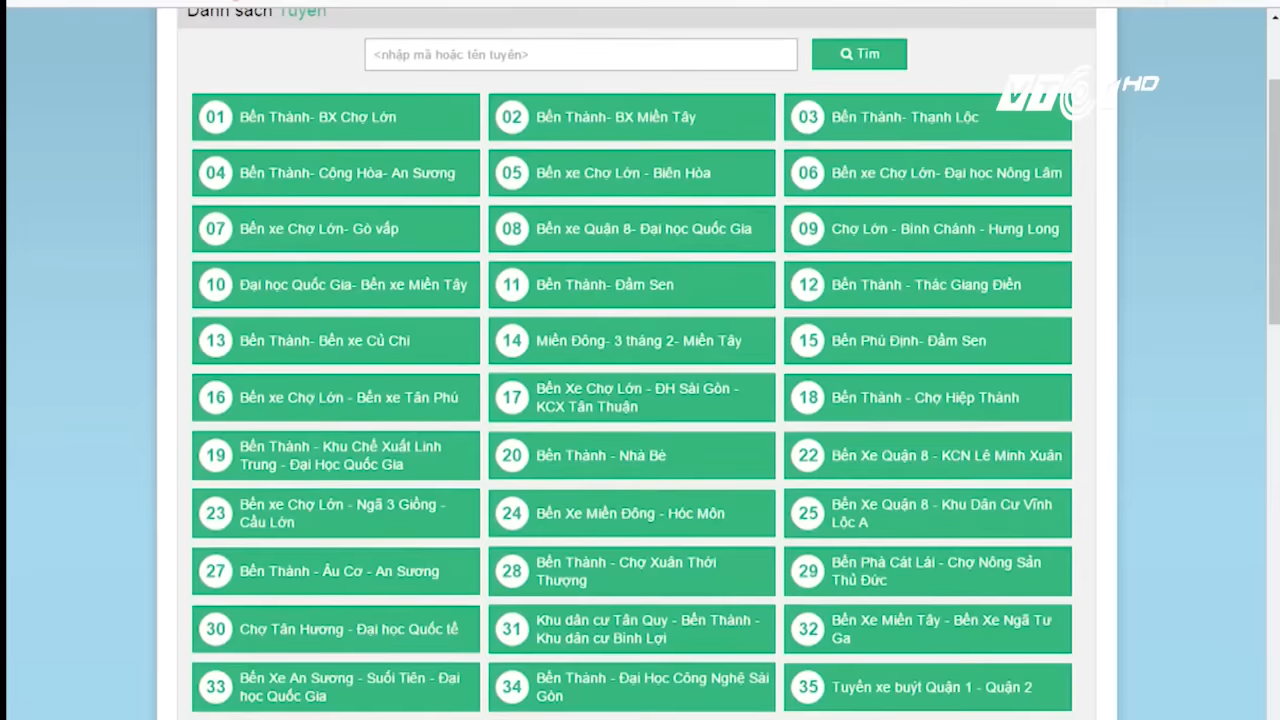 Danh sách Tuyến
<nhập mã hoặc tên tuyến>
Tìm
VTC1 HD
01 Bến Thành- BX Chợ Lớn
02 Bến Thành- BX Miền Tây
03 Bến Thành- Thạnh Lộc
04 Bến Thành- Cộng Hòa- An Sương
05 Bến xe Chợ Lớn - Biên Hòa
06 Bến xe Chợ Lớn- Đại học Nông Lâm
07 Bến xe Chợ Lớn- Gò vấp
08 Bến xe Quận 8- Đại học Quốc Gia
09 Chợ Lớn - Bình Chánh - Hưng Long
10 Đại học Quốc Gia- Bến xe Miền Tây
11 Bến Thành- Đầm Sen
12 Bến Thành - Thác Giang Điền
13 Bến Thành- Bến xe Củ Chi
14 Miền Đông- 3 tháng 2- Miền Tây
15 Bến Phú Định- Đầm Sen
16 Bến xe Chợ Lớn - Bến xe Tân Phú
17 Bến Xe Chợ Lớn - ĐH Sài Gòn -
KCX Tân Thuận
18 Bến Thành - Chợ Hiệp Thành
19 Bến Thành - Khu Chế Xuất Linh
Trung - Đại Học Quốc Gia
20 Bến Thành - Nhà Bè
22 Bến Xe Quận 8 - KCN Lê Minh Xuân
23 Bến xe Chợ Lớn - Ngã 3 Giồng -
Cầu Lớn
24 Bến Xe Miền Đông - Hóc Môn
25 Bến Xe Quận 8 - Khu Dân Cư Vĩnh
Lộc A
27 Bến Thành - Âu Cơ - An Sương
28 Bến Thành - Chợ Xuân Thới
Thượng
29 Bến Phà Cát Lái - Chợ Nông Sản
Thủ Đức
30 Chợ Tân Hương - Đại học Quốc tế
31 Khu dân cư Tân Quy - Bến Thành -
Khu dân cư Bình Lợi
32 Bến Xe Miền Tây - Bến Xe Ngã Tư
Ga
33 Bến Xe An Sương - Suối Tiên - Đại
học Quốc Gia
34 Bến Thành - Đại Học Công Nghệ Sài
Gòn
35 Tuyến xe buýt Quận 1 - Quận 2